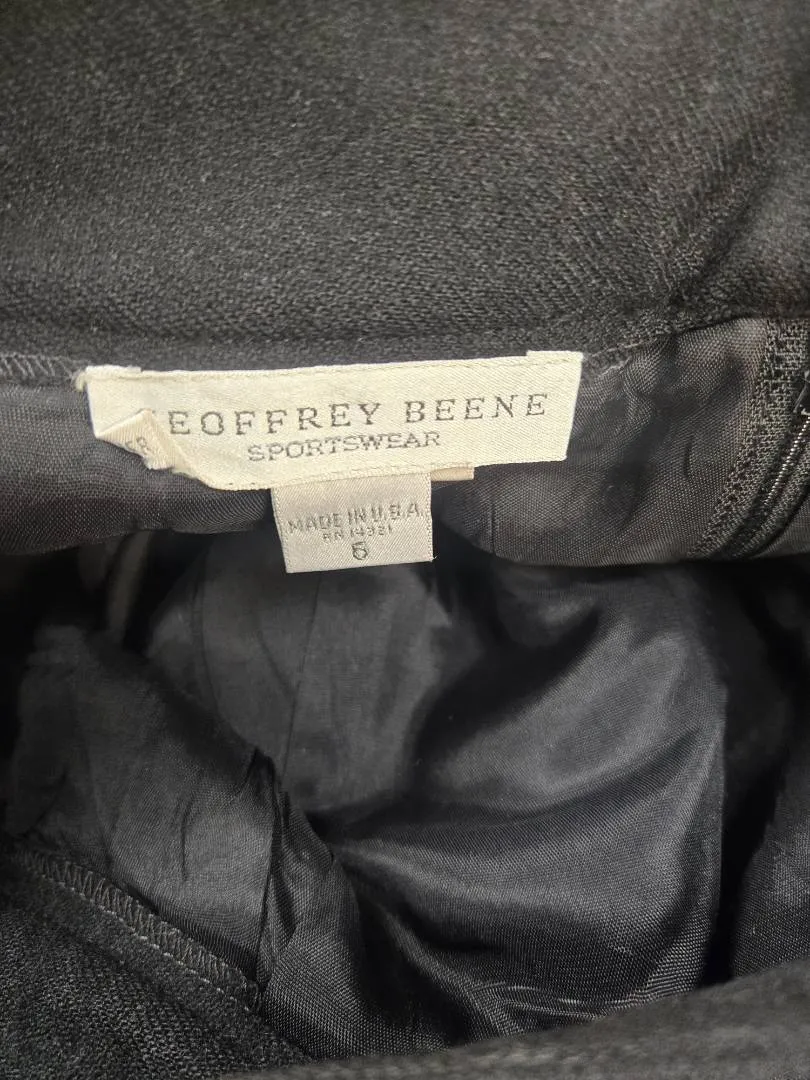 EOFFREY BEENE
SPORTSWEAR
MADE IN U.S.A.
RN 14321
6